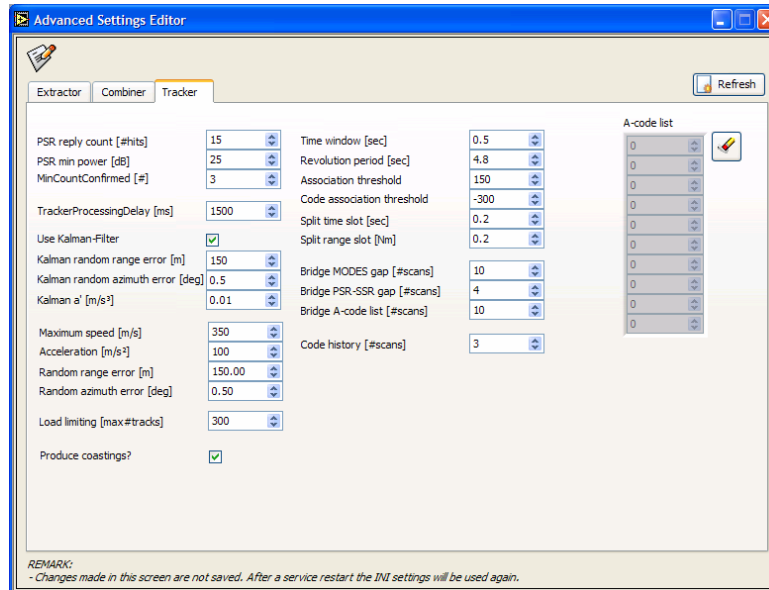 Advanced Settings Editor
Extractor Combiner Tracker
Refresh
PSR reply count [#hits] 15
PSR min power [dB] 25
MinCountConfirmed [#] 3
TrackerProcessingDelay [ms] 1500
Use Kalman-Filter
Kalman random range error [m] 150
Kalman random azimuth error [deg] 0.5
Kalman a' [m/s³] 0.01
Maximum speed [m/s] 350
Acceleration [m/s²] 100
Random range error [m] 150.00
Random azimuth error [deg] 0.50
Load limiting [max#tracks] 300
Produce coastings?
Time window [sec] 0.5
Revolution period [sec] 4.8
Association threshold 150
Code association threshold -300
Split time slot [sec] 0.2
Split range slot [Nm] 0.2
Bridge MODES gap [#scans] 10
Bridge PSR-SSR gap [#scans] 4
Bridge A-code list [#scans] 10
Code history [#scans] 3
A-code list
0
0
0
0
0
0
0
0
0
0
REMARK:
- Changes made in this screen are not saved. After a service restart the INI settings will be used again.